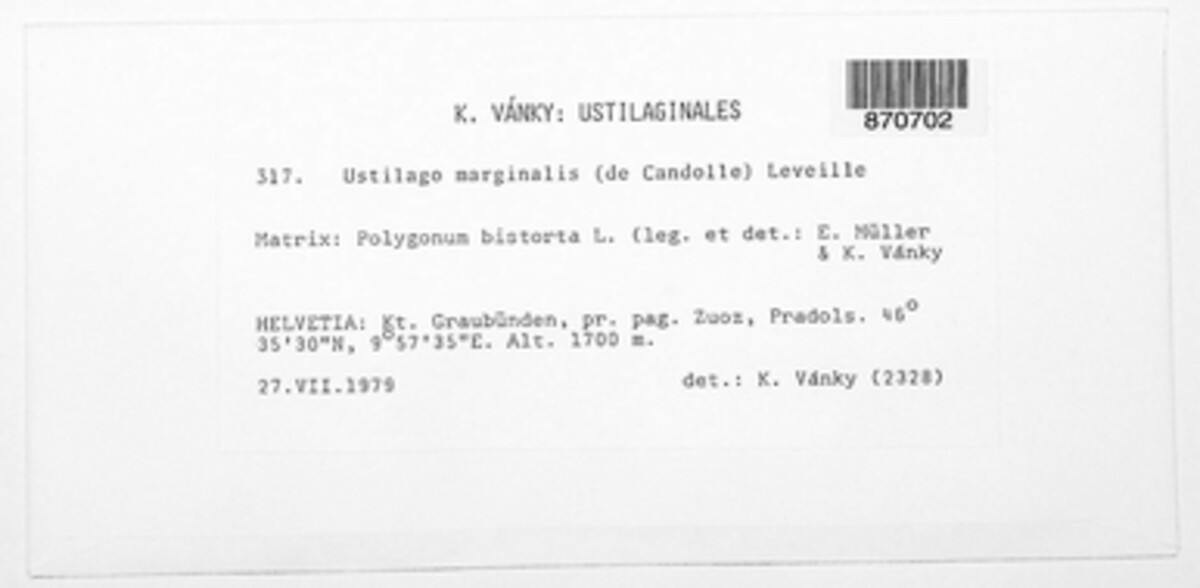 K. VÁNKY: USTILAGINALES
870702
317. Ustilago marginalis (de Candolle) Leveille
Matrix: Polygonum bistorta L. (leg. et det.: E. Müller
& K. Vánky
HELVETIA: Kt. Graubünden, pr. pag. Zuoz, Pradols. 46°
35'30"N, 9°57'35"E. Alt. 1700 m.
27.VII.1979 det.: K. Vánky (2328)